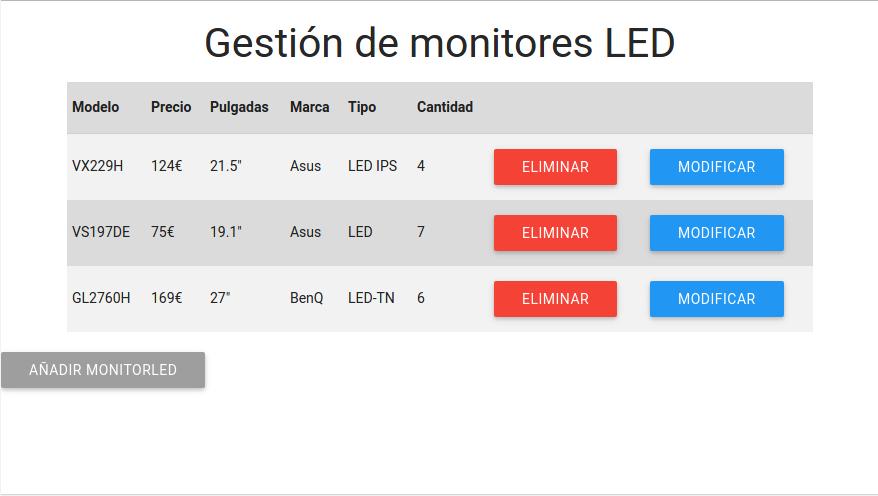 Gestión de monitores LED
Modelo Precio Pulgadas Marca Tipo Cantidad
VX229H 124€ 21.5" Asus LED IPS 4 ELIMINAR MODIFICAR
VS197DE 75€ 19.1" Asus LED 7 ELIMINAR MODIFICAR
GL2760H 169€ 27" BenQ LED-TN 6 ELIMINAR MODIFICAR
AÑADIR MONITORLED